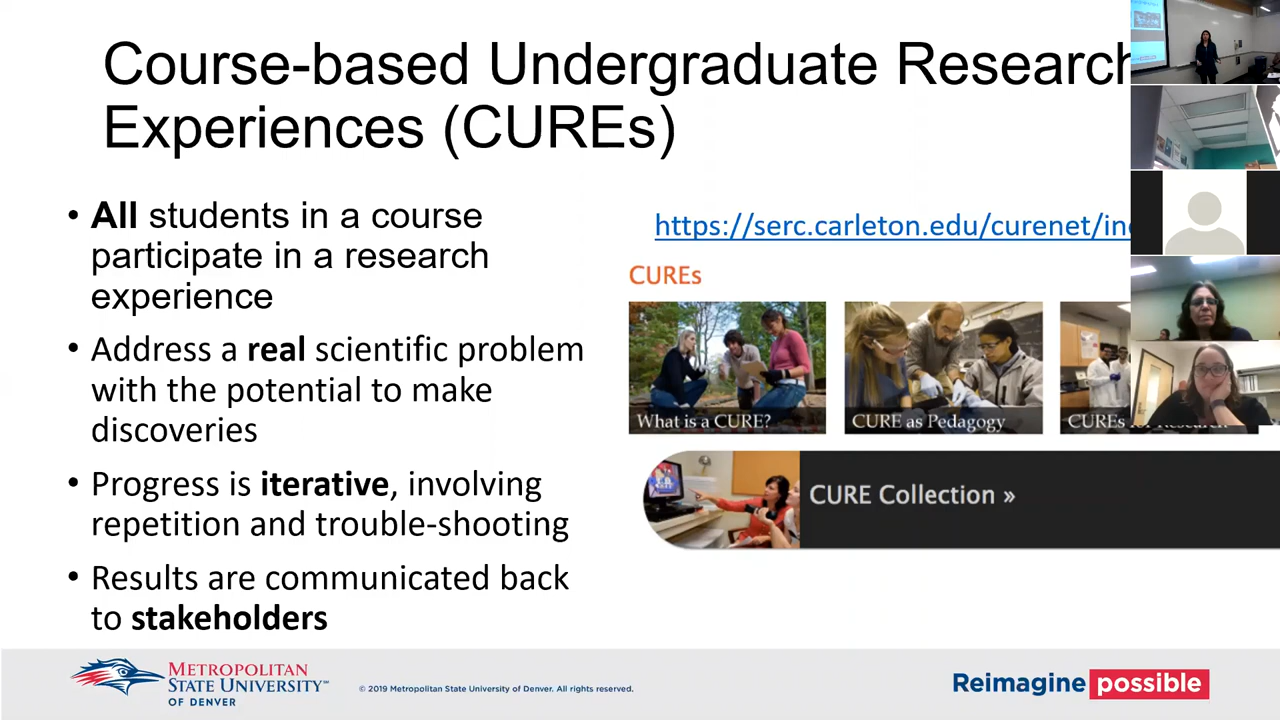 Course-based Undergraduate Research
Experiences (CUREs)
• All students in a course
participate in a research
experience
• Address a real scientific problem
with the potential to make
discoveries
• Progress is iterative, involving
repetition and trouble-shooting
• Results are communicated back
to stakeholders
https://serc.carleton.edu/curenet/in
CUREs
What is a CURE?
CURE as Pedagogy
CUREs for Research
CURE Collection »
METROPOLITAN
STATE UNIVERSITY™
OF DENVER
© 2019 Metropolitan State University of Denver. All rights reserved.
Reimagine possible